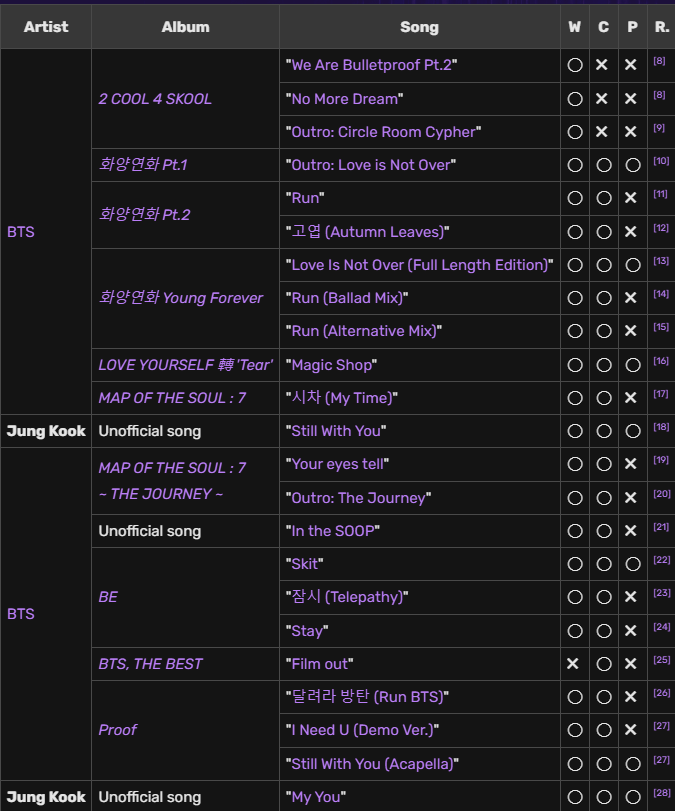 Artist Album Song W C P R.
BTS 2 COOL 4 SKOOL "We Are Bulletproof Pt.2" ○ × × [8]
"No More Dream" ○ × × [8]
"Outro: Circle Room Cypher" ○ × × [9]
화양연화 Pt.1 "Outro: Love is Not Over" ○ ○ ○ [10]
화양연화 Pt.2 "Run" ○ ○ × [11]
"고엽 (Autumn Leaves)" ○ ○ × [12]
화양연화 Young Forever "Love Is Not Over (Full Length Edition)" ○ ○ ○ [13]
"Run (Ballad Mix)" ○ ○ × [14]
"Run (Alternative Mix)" ○ ○ × [15]
LOVE YOURSELF 轉 'Tear' "Magic Shop" ○ ○ ○ [16]
MAP OF THE SOUL : 7 "시차 (My Time)" ○ ○ × [17]
Jung Kook Unofficial song "Still With You" ○ ○ ○ [18]
BTS MAP OF THE SOUL : 7 "Your eyes tell" ○ ○ × [19]
~ THE JOURNEY ~ "Outro: The Journey" ○ ○ × [20]
Unofficial song "In the SOOP" ○ ○ × [21]
BE "Skit" ○ ○ ○ [22]
"잠시 (Telepathy)" ○ ○ × [23]
"Stay" ○ ○ × [24]
BTS, THE BEST "Film out" × ○ × [25]
Proof "달려라 방탄 (Run BTS)" ○ ○ × [26]
"I Need U (Demo Ver.)" ○ ○ × [27]
"Still With You (Acapella)" ○ ○ ○ [27]
Jung Kook Unofficial song "My You" ○ ○ ○ [28]